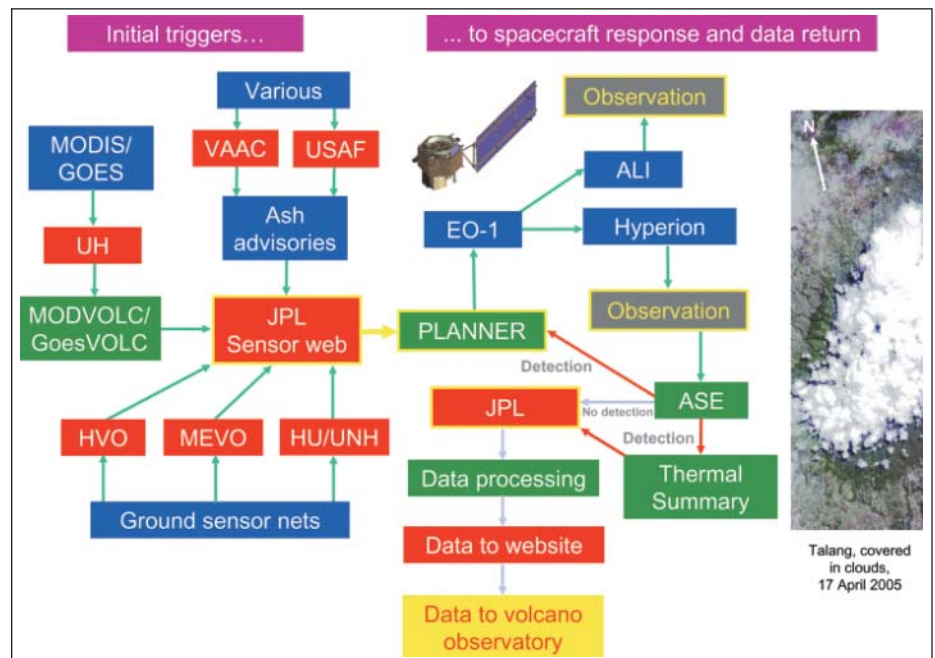 Initial triggers…
... to spacecraft response and data return
Various
VAAC
USAF
MODIS/
GOES
Ash
advisories
UH
MODVOLC/
GoesVOLC
JPL
Sensor web
HVO
MEVO
HU/UNH
Ground sensor nets
Observation
ALI
EO-1
Hyperion
Observation
PLANNER
Detection
ASE
No detection
JPL
Detection
Thermal
Summary
Data processing
Data to website
Data to volcano
observatory
N
Talang, covered
in clouds,
17 April 2005